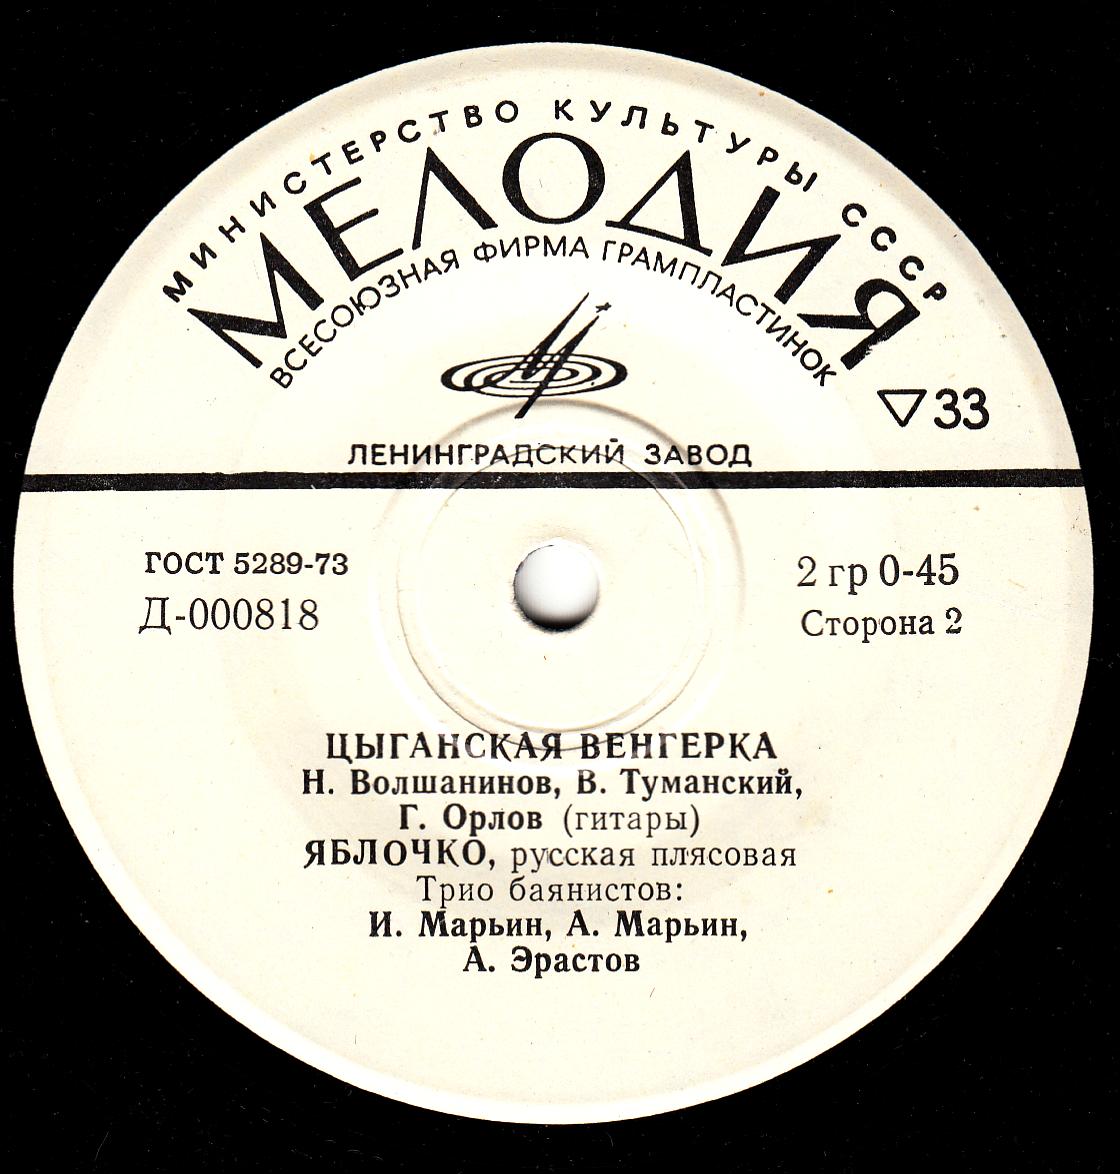 МИНИСТЕРСТВО КУЛЬТУРЫ СССР
МЕЛОДИЯ
ВСЕСОЮЗНАЯ ФИРМА ГРАМПЛАСТИНОК
33
ЛЕНИНГРАДСКИЙ ЗАВОД
ГОСТ 5289-73
Д-000818
2 гр 0-45
Сторона 2
ЦЫГАНСКАЯ ВЕНГЕРКА
Н. Волшанинов, В. Туманский,
Г. Орлов (гитары)
ЯБЛОЧКО, русская плясовая
Трио баянистов:
И. Марьин, А. Марьин,
А. Эрастов